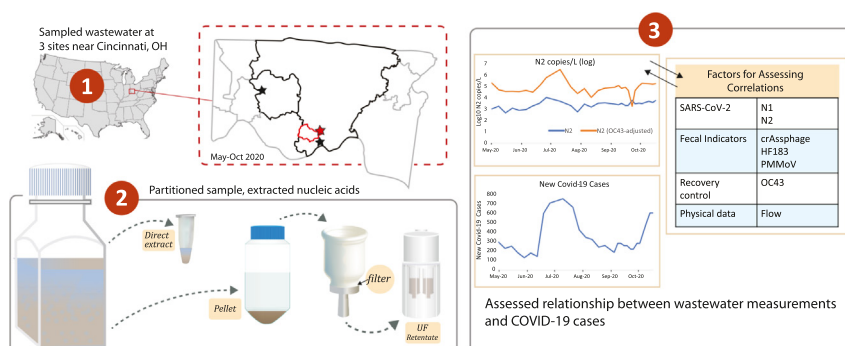 Sampled wastewater at
3 sites near Cincinnati, OH
1
May-Oct 2020
2
Partitioned sample, extracted nucleic acids
Direct
extract
Pellet
filter
UF
Retentate
3
N2 copies/L (log)
Log10 N2 copies/L
7
6
5
4
3
2
1
0
N2
N2 (OC43-adjusted)
May-20 Jun-20 Jul-20 Aug-20 Sep-20 Oct-20
New Covid-19 Cases
New Covid-19 Cases
800
700
600
500
400
300
200
100
0
May-20 Jun-20 Jul-20 Aug-20 Sep-20 Oct-20
Factors for Assessing
Correlations
SARS-CoV-2 N1
N2
Fecal Indicators crAssphage
HF183
PMMoV
Recovery OC43
control
Physical data Flow
Assessed relationship between wastewater measurements
and COVID-19 cases